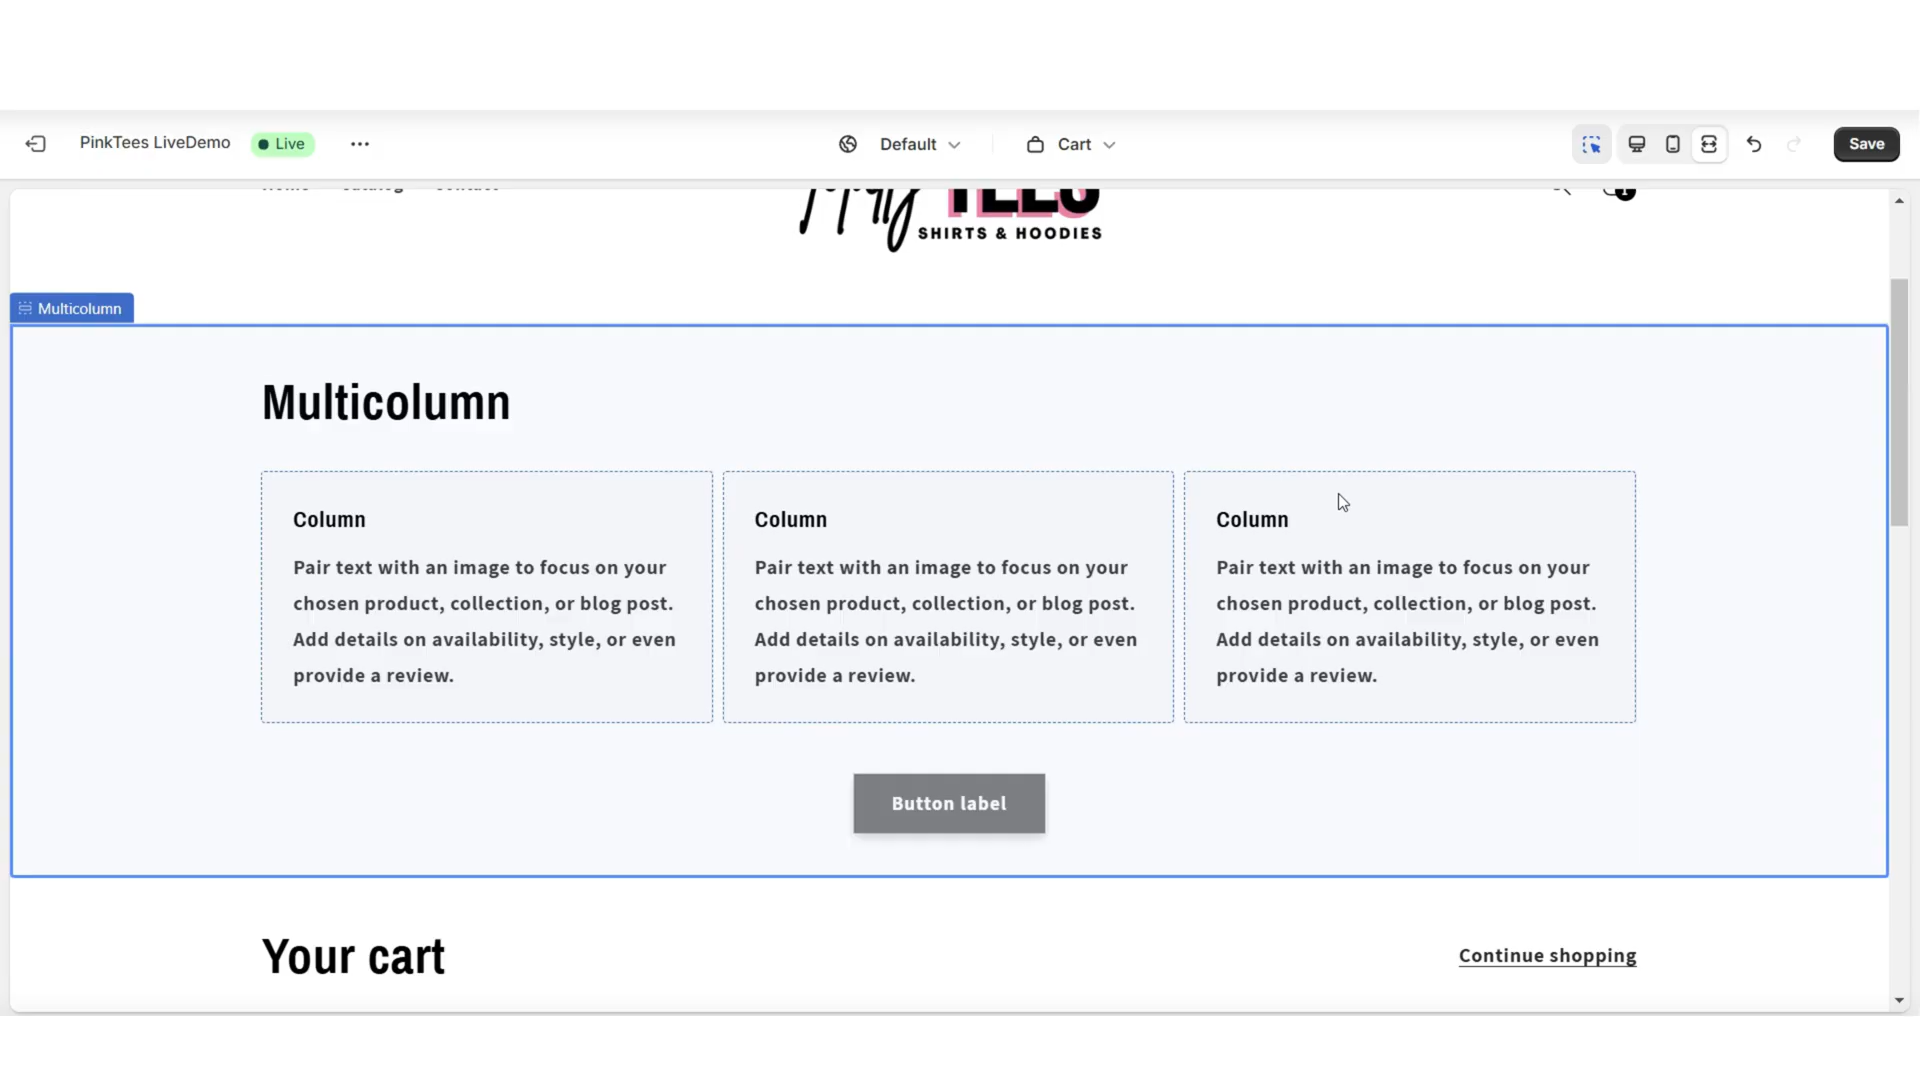 PinkTees LiveDemo
Live
Default
Cart
Save
TEES
SHIRTS & HOODIES
Multicolumn
Multicolumn
Column
Pair text with an image to focus on your
chosen product, collection, or blog post.
Add details on availability, style, or even
provide a review.
Column
Pair text with an image to focus on your
chosen product, collection, or blog post.
Add details on availability, style, or even
provide a review.
Column
Pair text with an image to focus on your
chosen product, collection, or blog post.
Add details on availability, style, or even
provide a review.
Button label
Your cart
Continue shopping